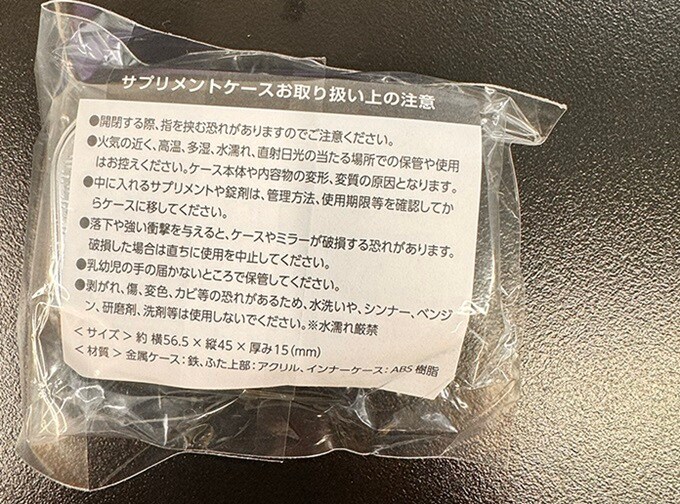 サプリメントケースお取り扱い上の注意
●開閉する際、指を挟む恐れがありますのでご注意ください。
●火気の近く、高温、多湿、水濡れ、直射日光の当たる場所での保管や使用
はお控えください。ケース本体や内容物の変形、変質の原因となります。
●中に入れるサプリメントや錠剤は、管理方法、使用期限等を確認してか
らケースに移してください。
●落下や強い衝撃を与えると、ケースやミラーが破損する恐れがあります。
破損した場合は直ちに使用を中止してください。
●乳幼児の手の届かないところで保管してください。
●剥がれ、傷、変色、カビ等の恐れがあるため、水洗いや、シンナー、ベンジ
ン、研磨剤、洗剤等は使用しないでください。※水濡れ厳禁
＜サイズ＞約 横56.5×縦45×厚み15(mm)
＜材質＞金属ケース:鉄、ふた上部:アクリル、インナーケース:ABS樹脂